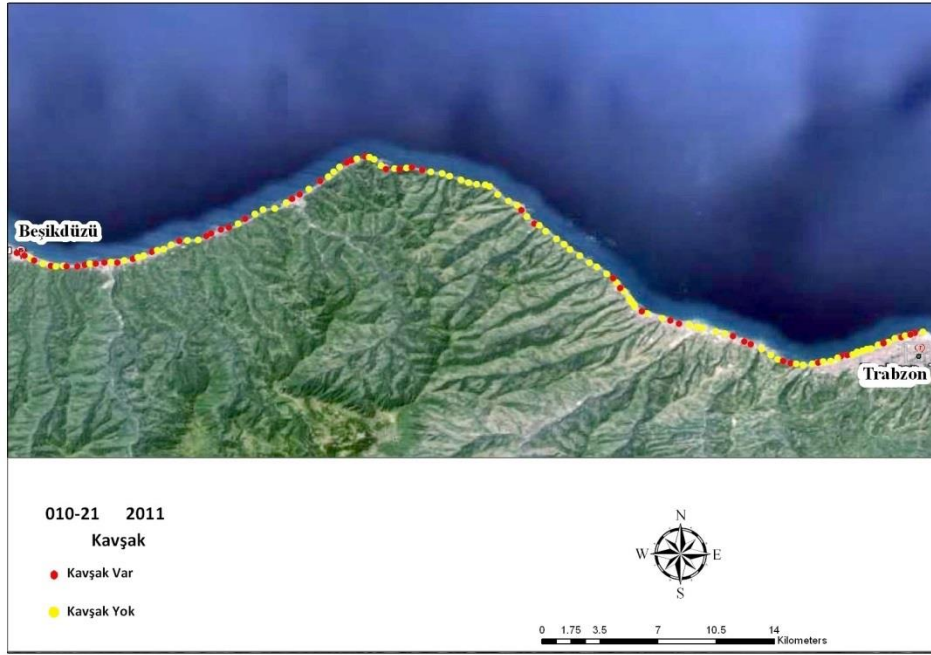 Beşikdüzü
Trabzon
010-21 2011
Kavşak
Kavşak Var
Kavşak Yok
N
W E
S
0 1.75 3.5 7 10.5 14
Kilometers